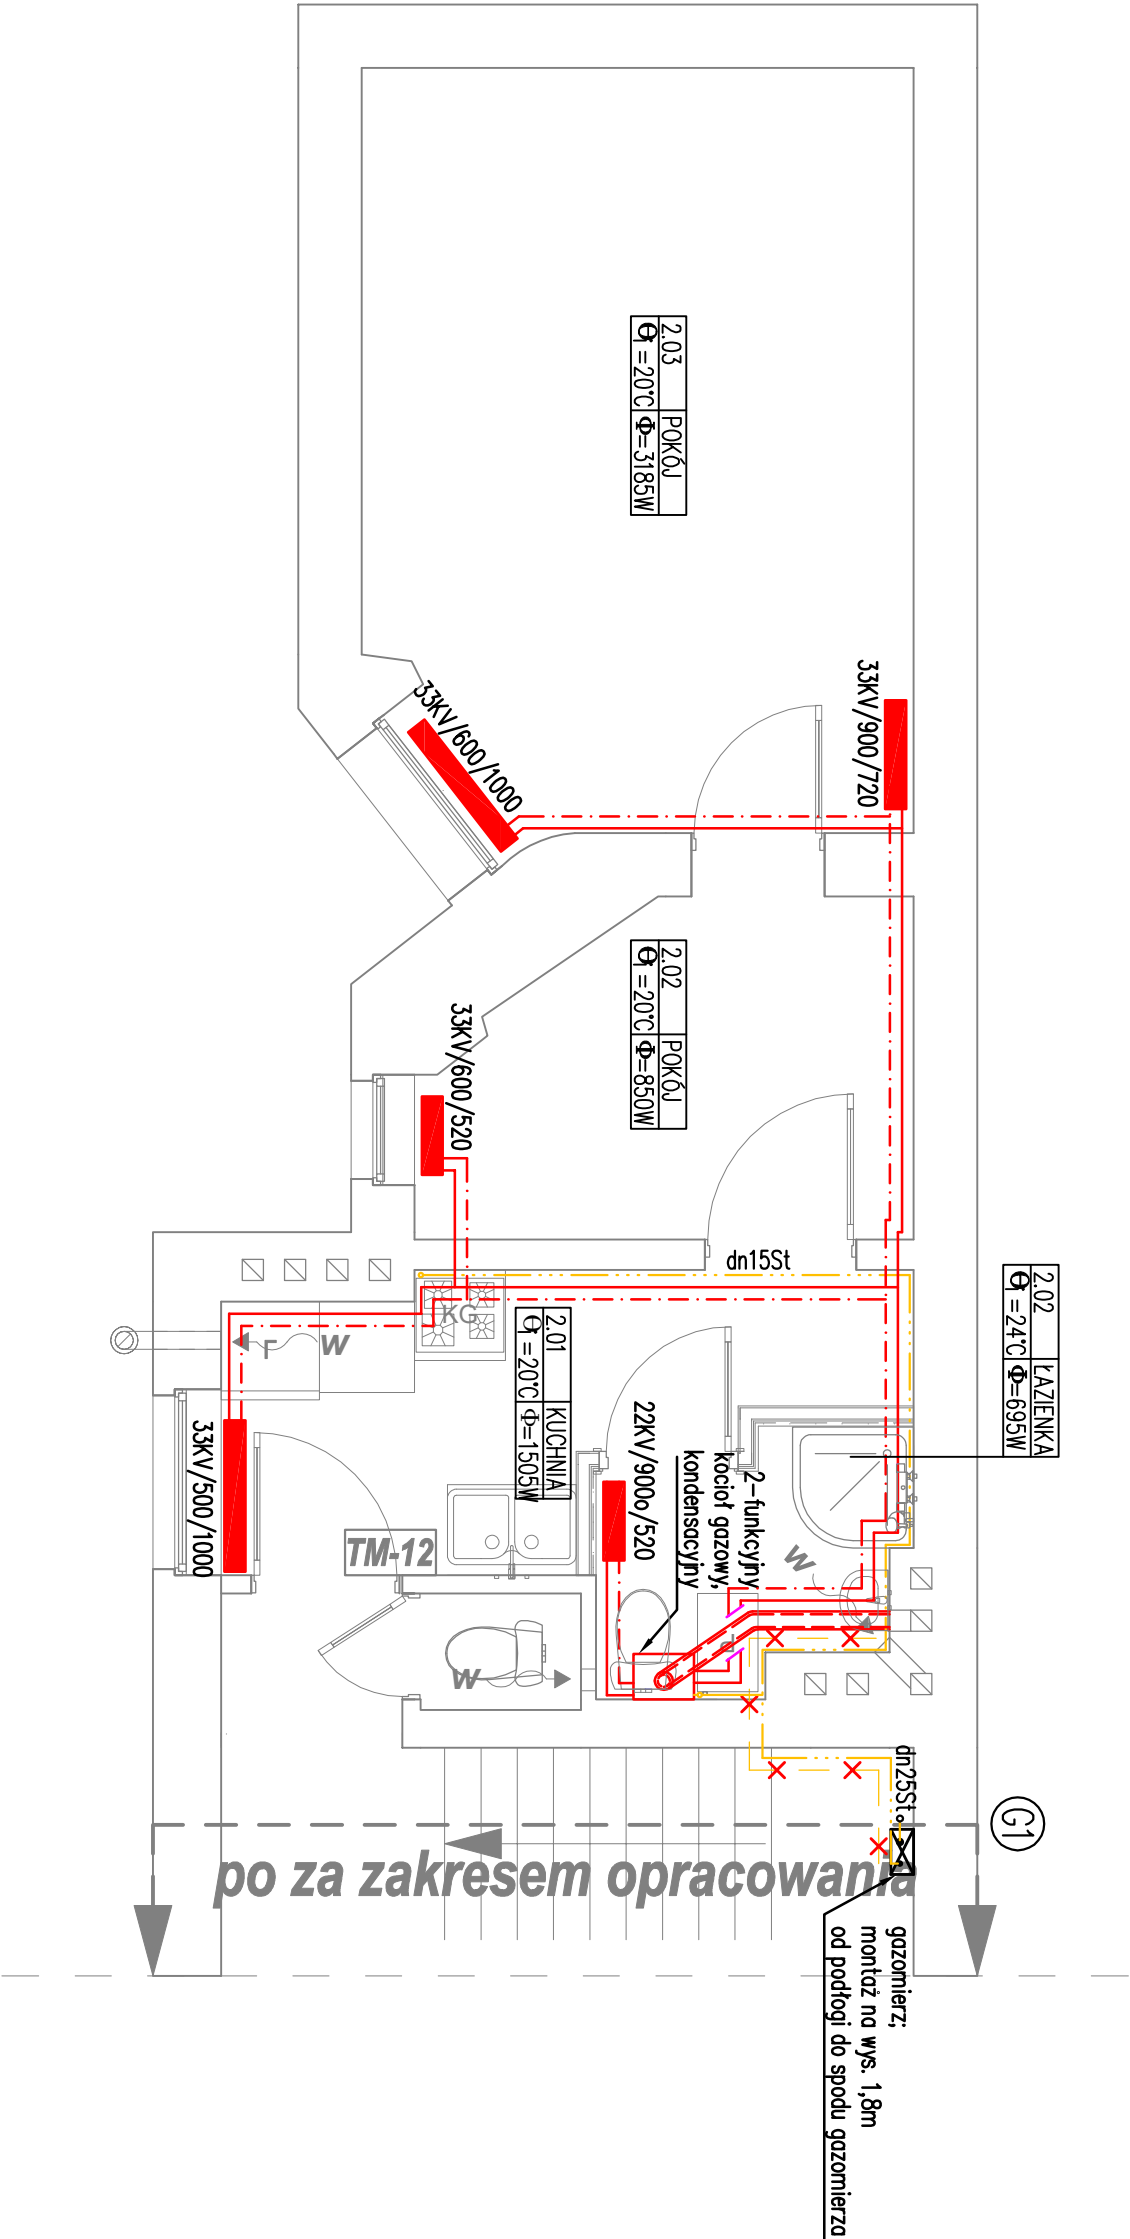 2.03 POKÓJ
Θi =20°C Φ=3185W
33KV/900/720
33KV/600/1000
2.02 POKÓJ
Θi =20°C Φ=850W
33KV/600/520
dn15St
2.02 ŁAZIENKA
Θi =24°C Φ=695W
KG
W
2.01 KUCHNIA
Θi =20°C Φ=1505W
33KV/500/1000
22KV/900o/520
2-funkcyjny
kocioł gazowy,
kondensacyjny
TM-12
W
P
W
dn25St.
G1
po za zakresem opracowania
gazomierz;
montaż na wys. 1,8m
od podłogi do spodu gazomierza